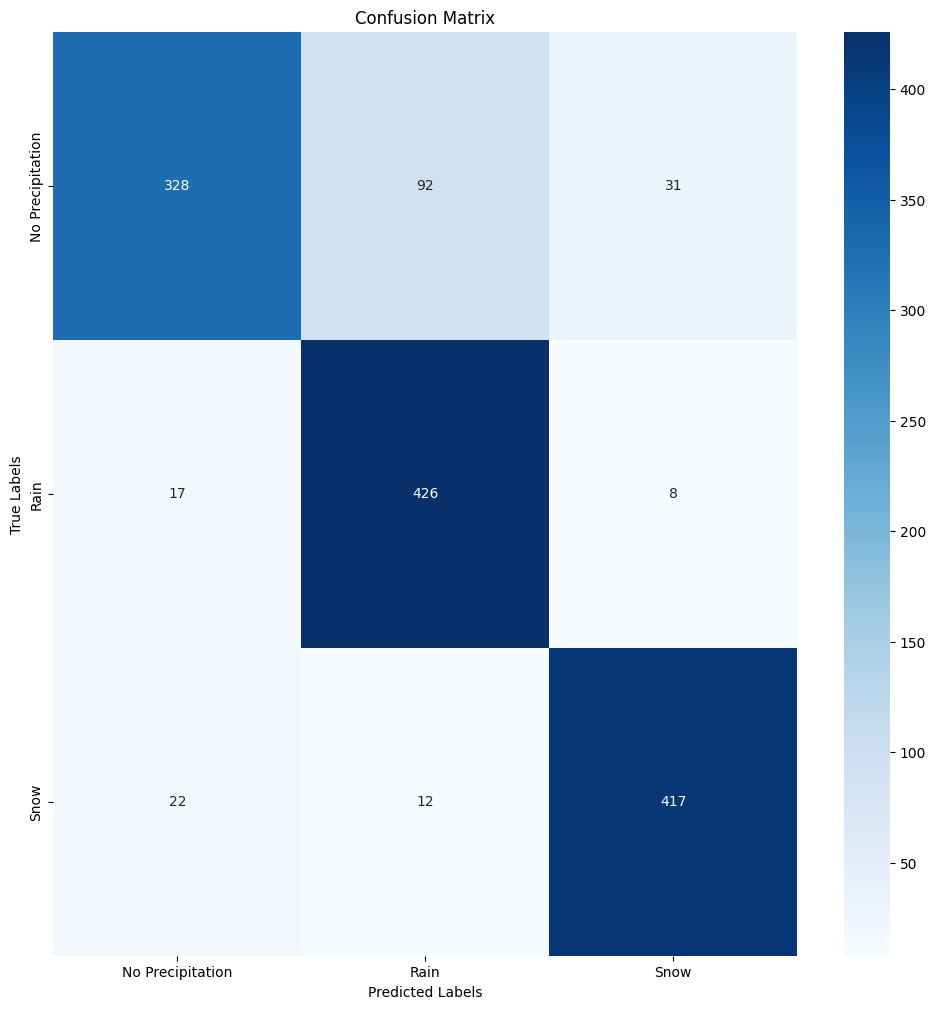 Confusion Matrix
No Precipitation
Rain
Snow
True Labels
328 92 31
17 426 8
22 12 417
No Precipitation Rain Snow
Predicted Labels
400
350
300
250
200
150
100
50